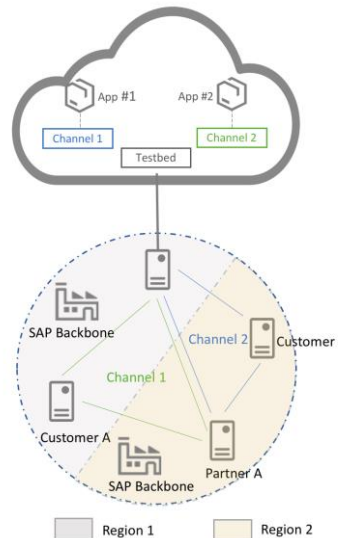 App #1
App #2
Channel 1
Channel 2
Testbed
SAP Backbone
Channel 2
Customer
Channel 1
Customer A
SAP Backbone
Partner A
Region 1
Region 2